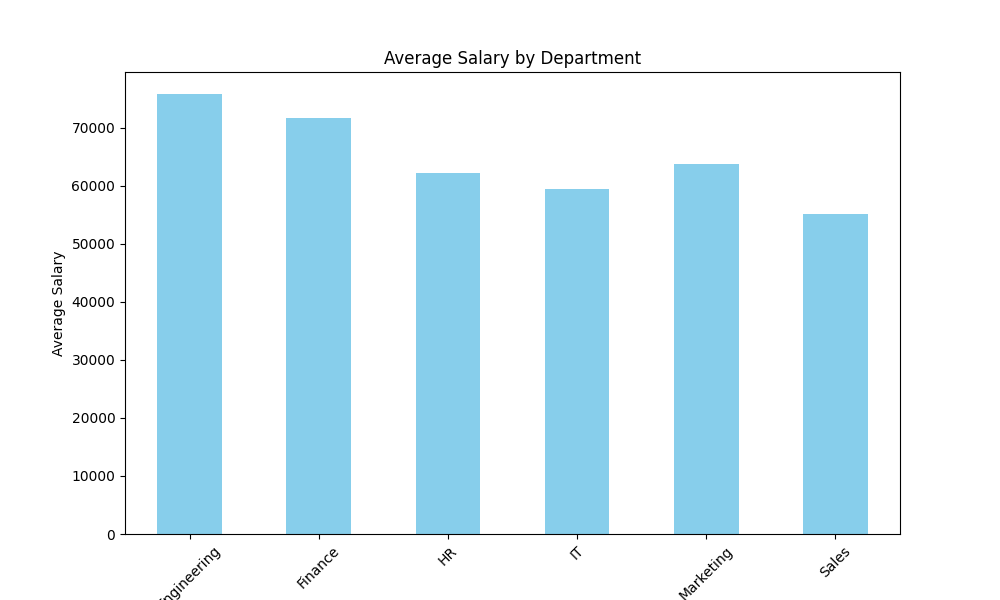 Average Salary by Department
Average Salary
70000
60000
50000
40000
30000
20000
10000
0
ngineering
Finance
HR
IT
Marketing
Sales